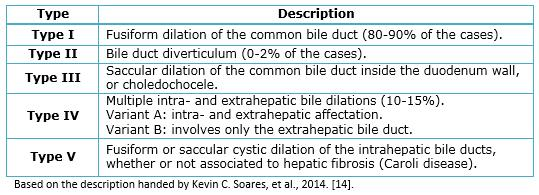 Type Description
Type I Fusiform dilation of the common bile duct (80-90% of the cases).
Type II Bile duct diverticulum (0-2% of the cases).
Type III Saccular dilation of the common bile duct inside the duodenum wall,
or choledochocele.
Type IV Multiple intra- and extrahepatic bile dilations (10-15%).
Variant A: intra- and extrahepatic affectation.
Variant B: involves only the extrahepatic bile duct.
Type V Fusiform or saccular cystic dilation of the intrahepatic bile ducts,
whether or not associated to hepatic fibrosis (Caroli disease).
Based on the description handed by Kevin C. Soares, et al., 2014. [14].